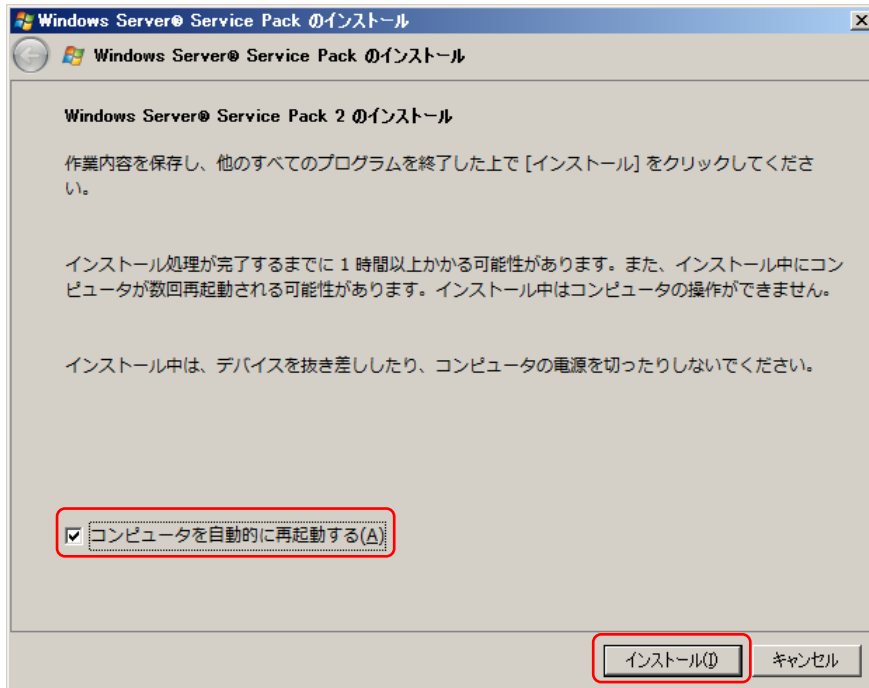 Windows Server® Service Pack のインストール
Windows Server® Service Pack のインストール
Windows Server® Service Pack 2 のインストール
作業内容を保存し、他のすべてのプログラムを終了した上で [インストール] をクリックしてくださ
い。
インストール処理が完了するまでに 1 時間以上かかる可能性があります。また、インストール中にコン
ピュータが数回再起動される可能性があります。インストール中はコンピュータの操作ができません。
インストール中は、デバイスを抜き差ししたり、コンピュータの電源を切ったりしないでください。
コンピュータを自動的に再起動する(A)
インストール(I) キャンセル